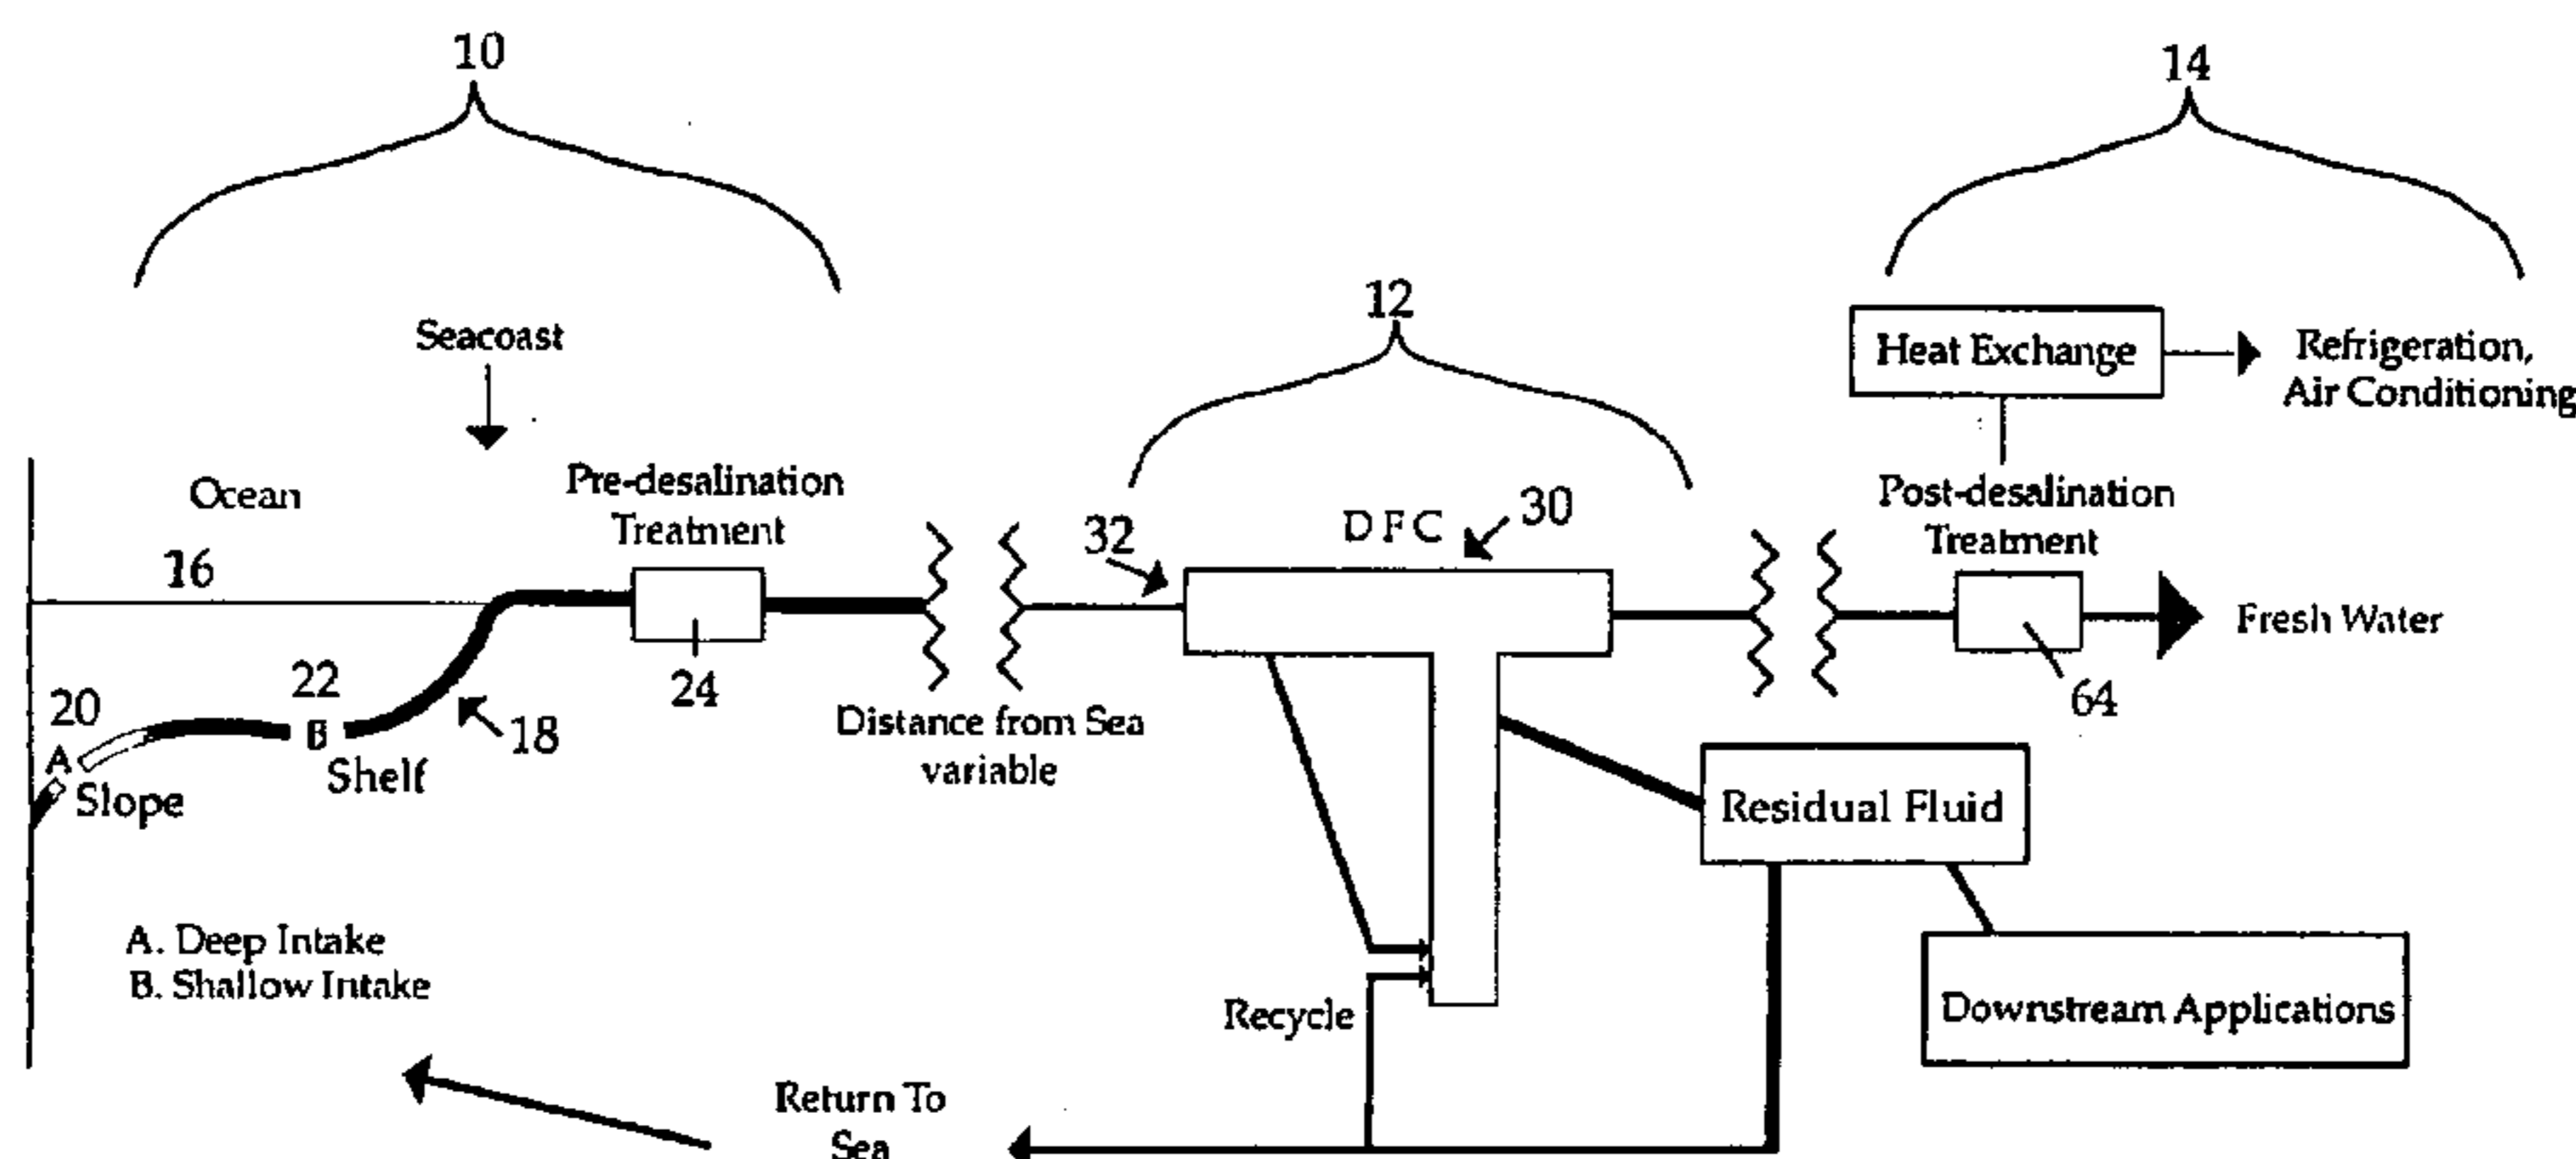 10
14
12
Seacoast
Heat Exchange
Refrigeration,
Air Conditioning
Ocean
Pre-desalination
Treatment
16
32
D F C
30
Post-desalination
Treatment
Fresh Water
24
64
22
20
A
B
18
Shelf
Slope
Distance from Sea
variable
Residual Fluid
A. Deep Intake
B. Shallow Intake
Recycle
Downstream Applications
Return To
Sea